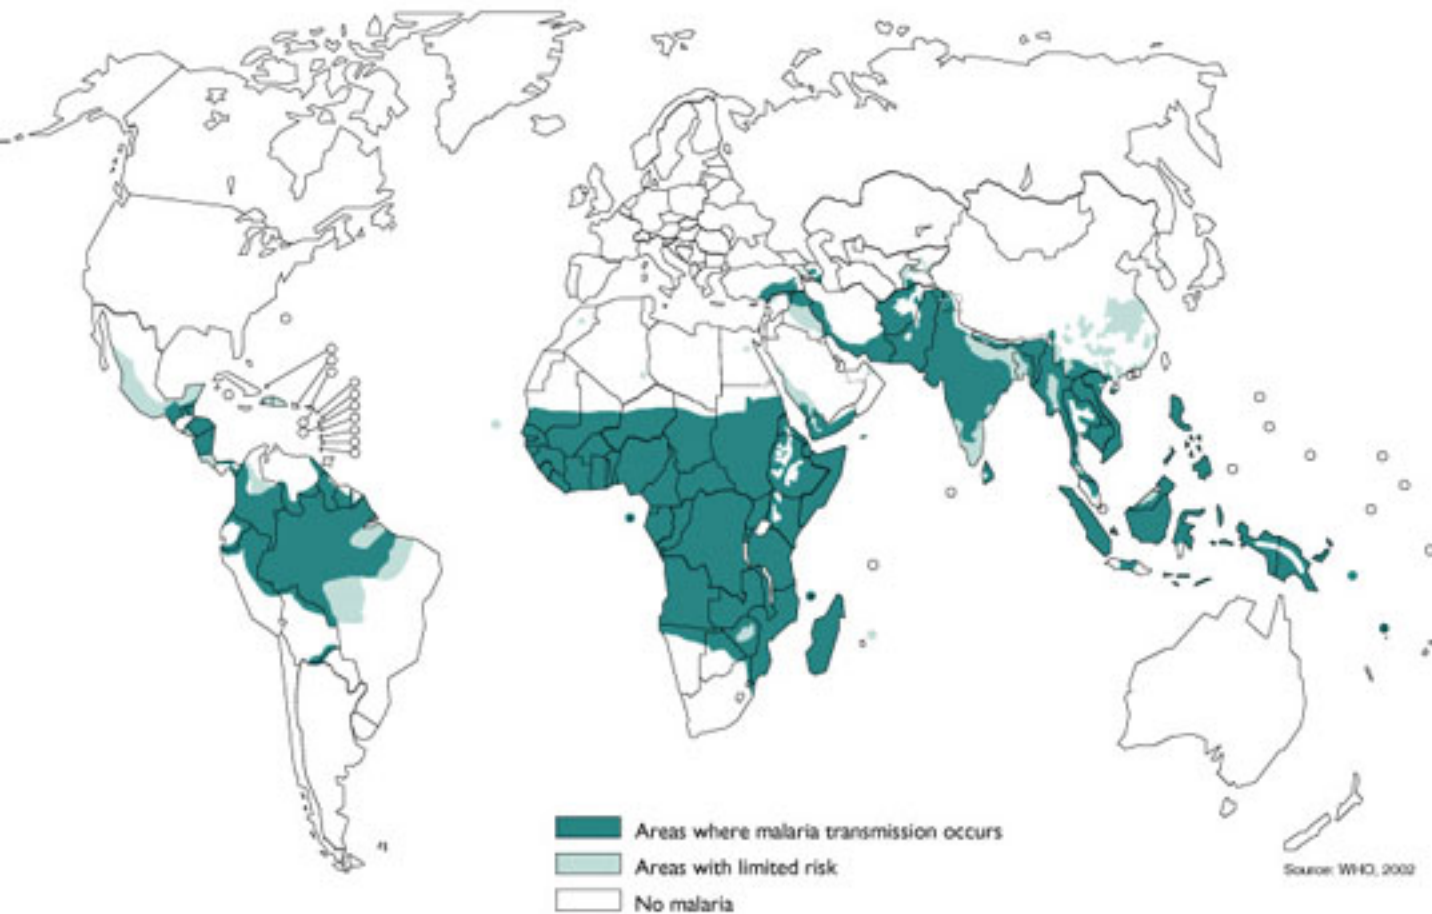 Areas where malaria transmission occurs
Areas with limited risk
No malaria
Source: WHO, 2002